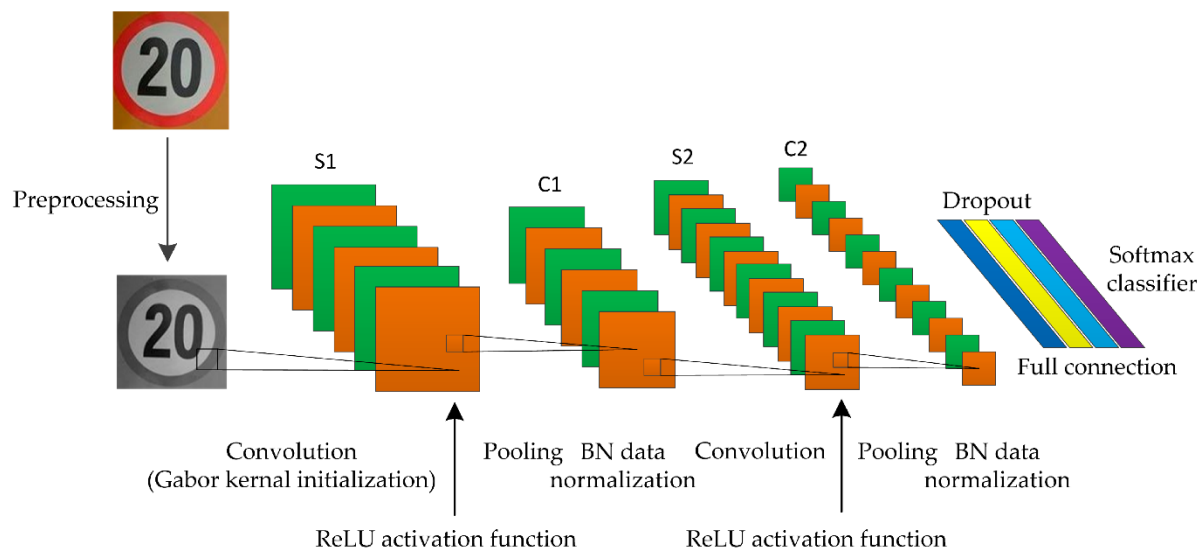 20
S1
C1
S2
C2
Preprocessing
Dropout
Softmax
classifier
20
Full connection
Convolution
(Gabor kernal initialization)
Pooling
BN data
normalization
Convolution
Pooling
BN data
normalization
ReLU activation function
ReLU activation function